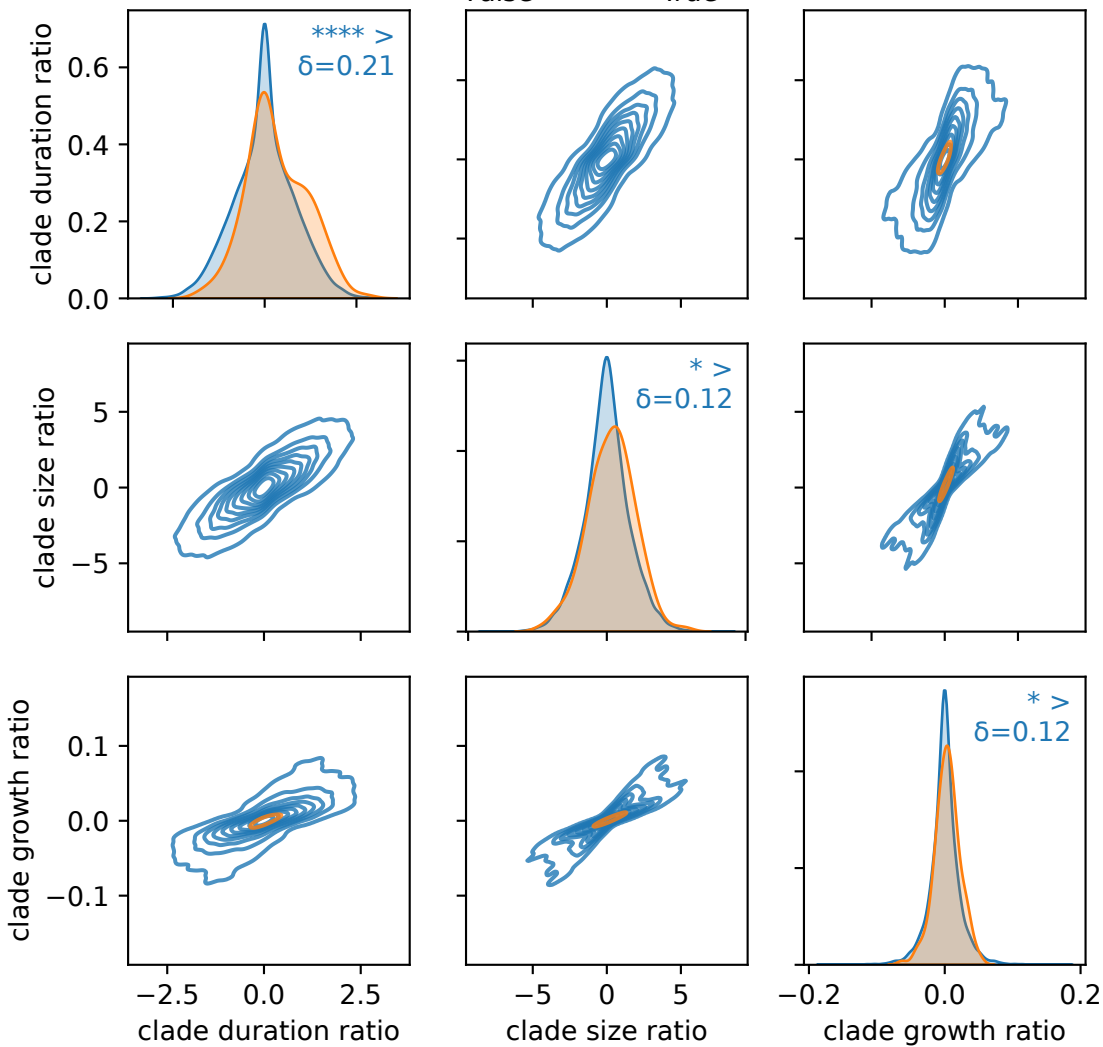 **** >
δ=0.21
clade duration ratio
0.6
0.4
0.2
0.0
* >
δ=0.12
clade size ratio
5
0
−5
* >
δ=0.12
clade growth ratio
0.1
0.0
−0.1
−2.5 0.0 2.5
−5 0 5
−0.2 0.0 0.2
clade duration ratio
clade size ratio
clade growth ratio